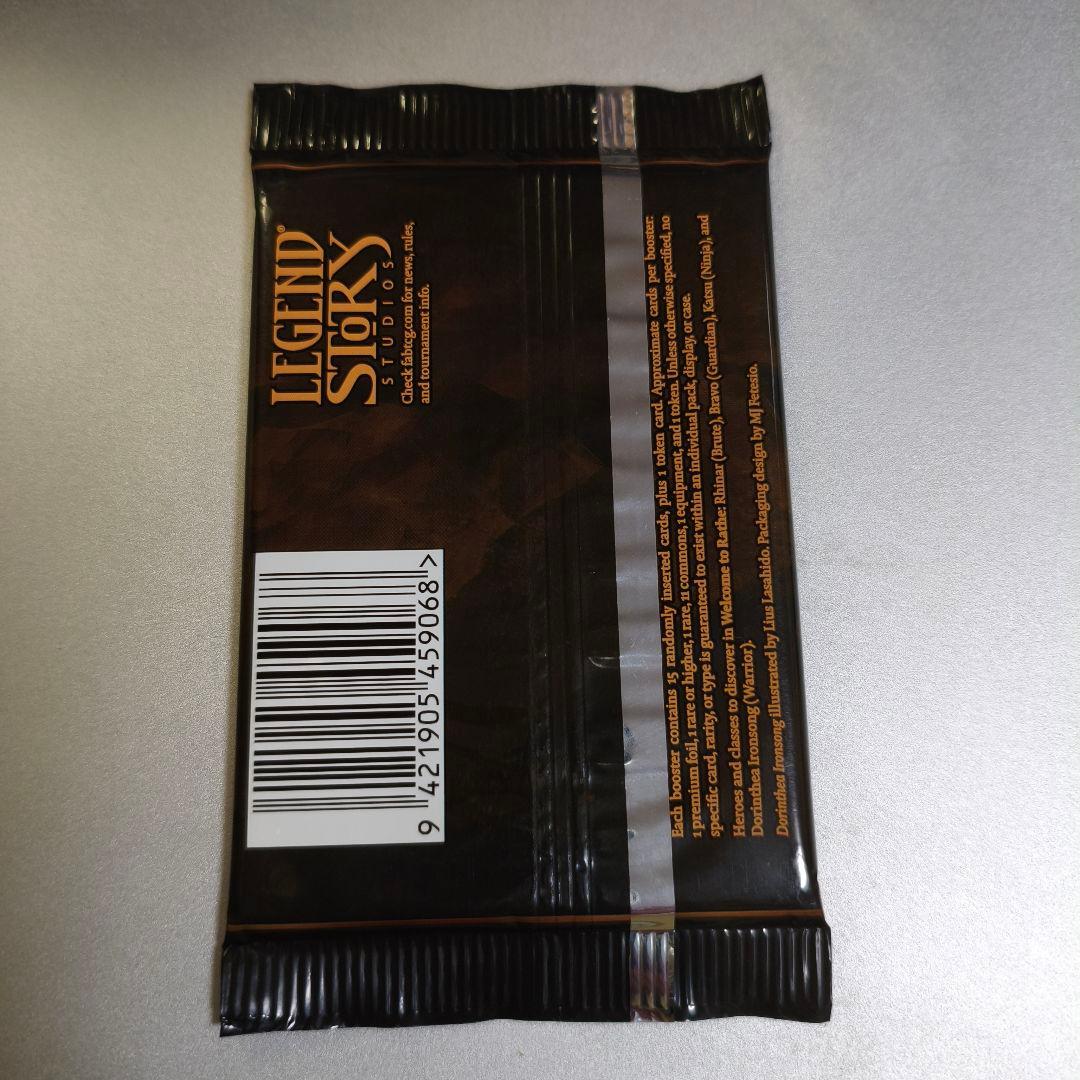 LEGEND®
STORY
STUDIOS
Check fabtcg.com for news, rules,
and tournament info.
9 421905 459068 >
Each booster contains 15 randomly inserted cards, plus 1 token card. Approximate cards per booster:
1 premium foil, 1 rare or higher, 1 rare, 11 commons, 1 equipment, and 1 token. Unless otherwise specified, no
specific card, rarity, or type is guaranteed to exist within an individual pack, display, or case.
Heroes and classes to discover in Welcome to Rathe: Rhinar (Brute), Bravo (Guardian), Katsu (Ninja), and
Dorinthea Ironsong (Warrior).
Dorinthea Ironsong illustrated by Lius Lasahido. Packaging design by MJ Fetesio.